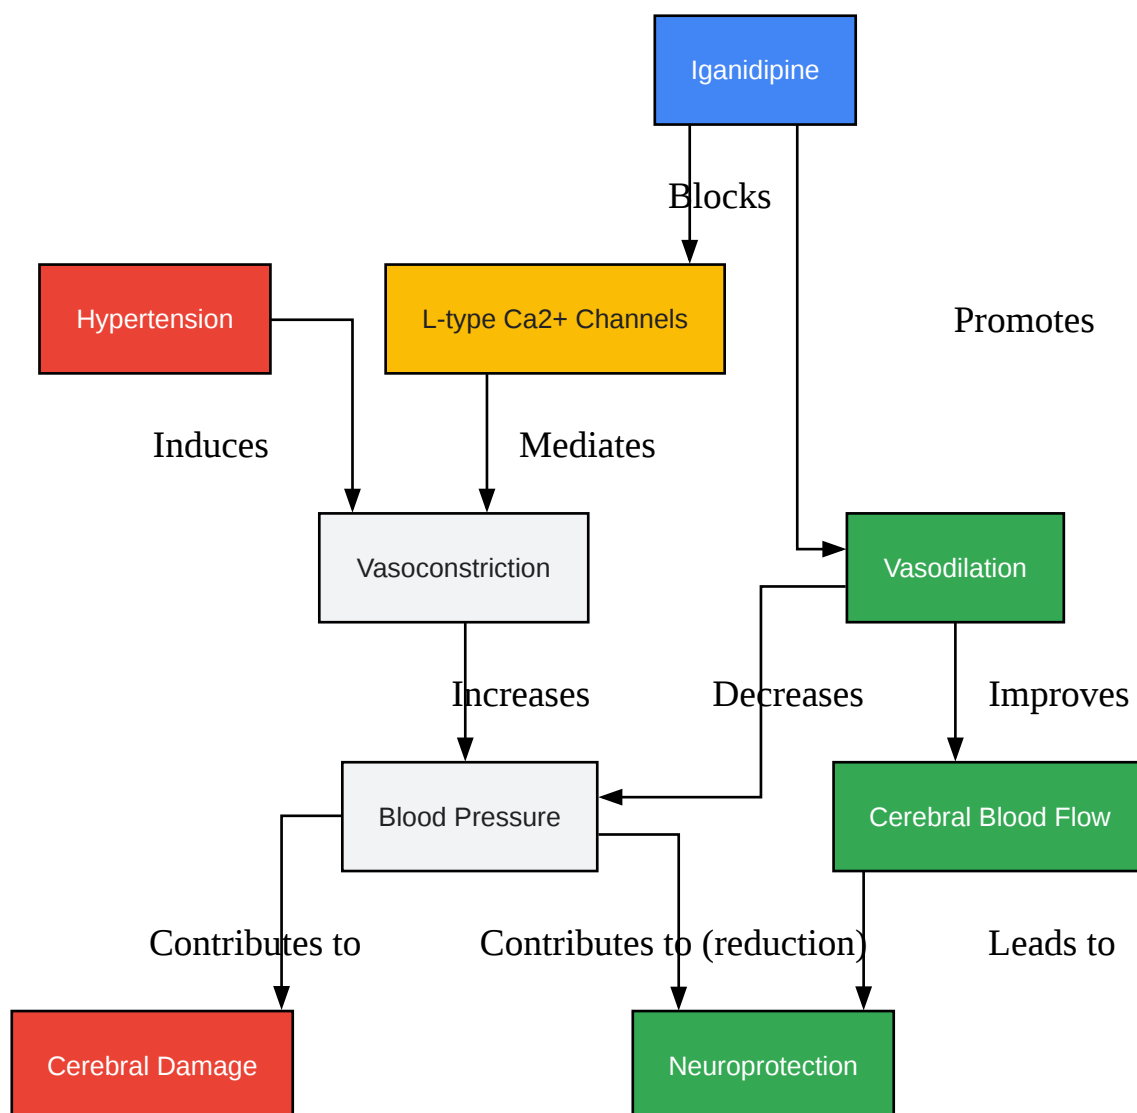 Iganidipine
Blocks
Hypertension
L-type Ca2+ Channels
Promotes
Induces
Mediates
Vasoconstriction
Vasodilation
Increases
Decreases
Improves
Blood Pressure
Cerebral Blood Flow
Contributes to
Contributes to (reduction)
Leads to
Cerebral Damage
Neuroprotection